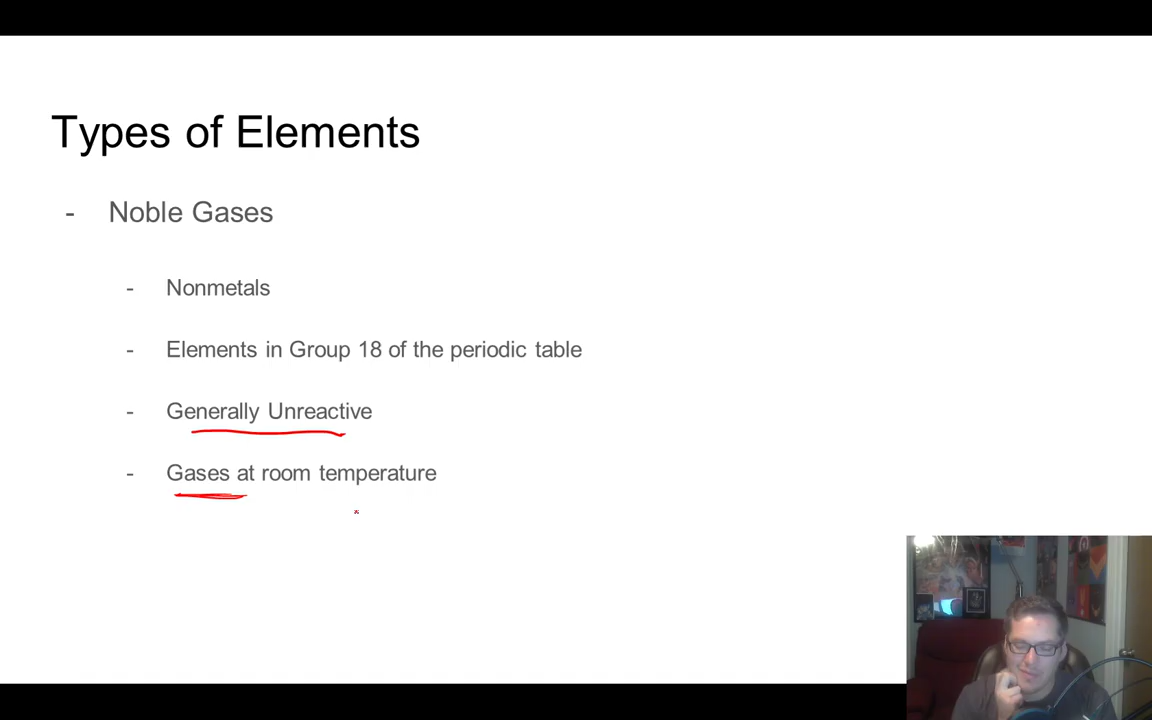 Types of Elements
- Noble Gases
- Nonmetals
- Elements in Group 18 of the periodic table
- Generally Unreactive
- Gases at room temperature